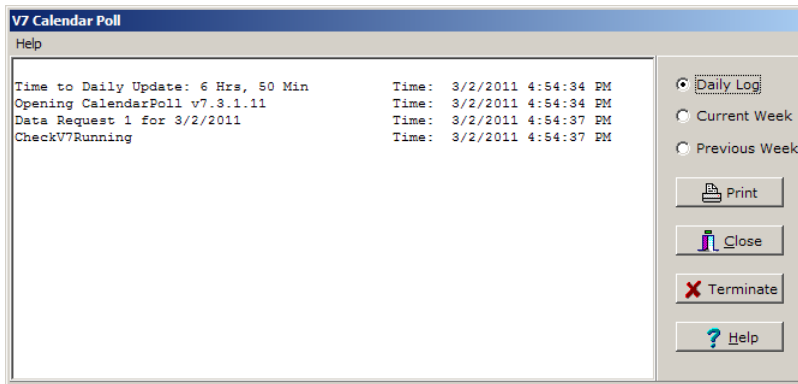 V7 Calendar Poll
Help
Time to Daily Update: 6 Hrs, 50 Min Time: 3/2/2011 4:54:34 PM
Opening CalendarPoll v7.3.1.11 Time: 3/2/2011 4:54:34 PM
Data Request 1 for 3/2/2011 Time: 3/2/2011 4:54:37 PM
CheckV7Running Time: 3/2/2011 4:54:37 PM
Daily Log
Current Week
Previous Week
Print
Close
Terminate
Help